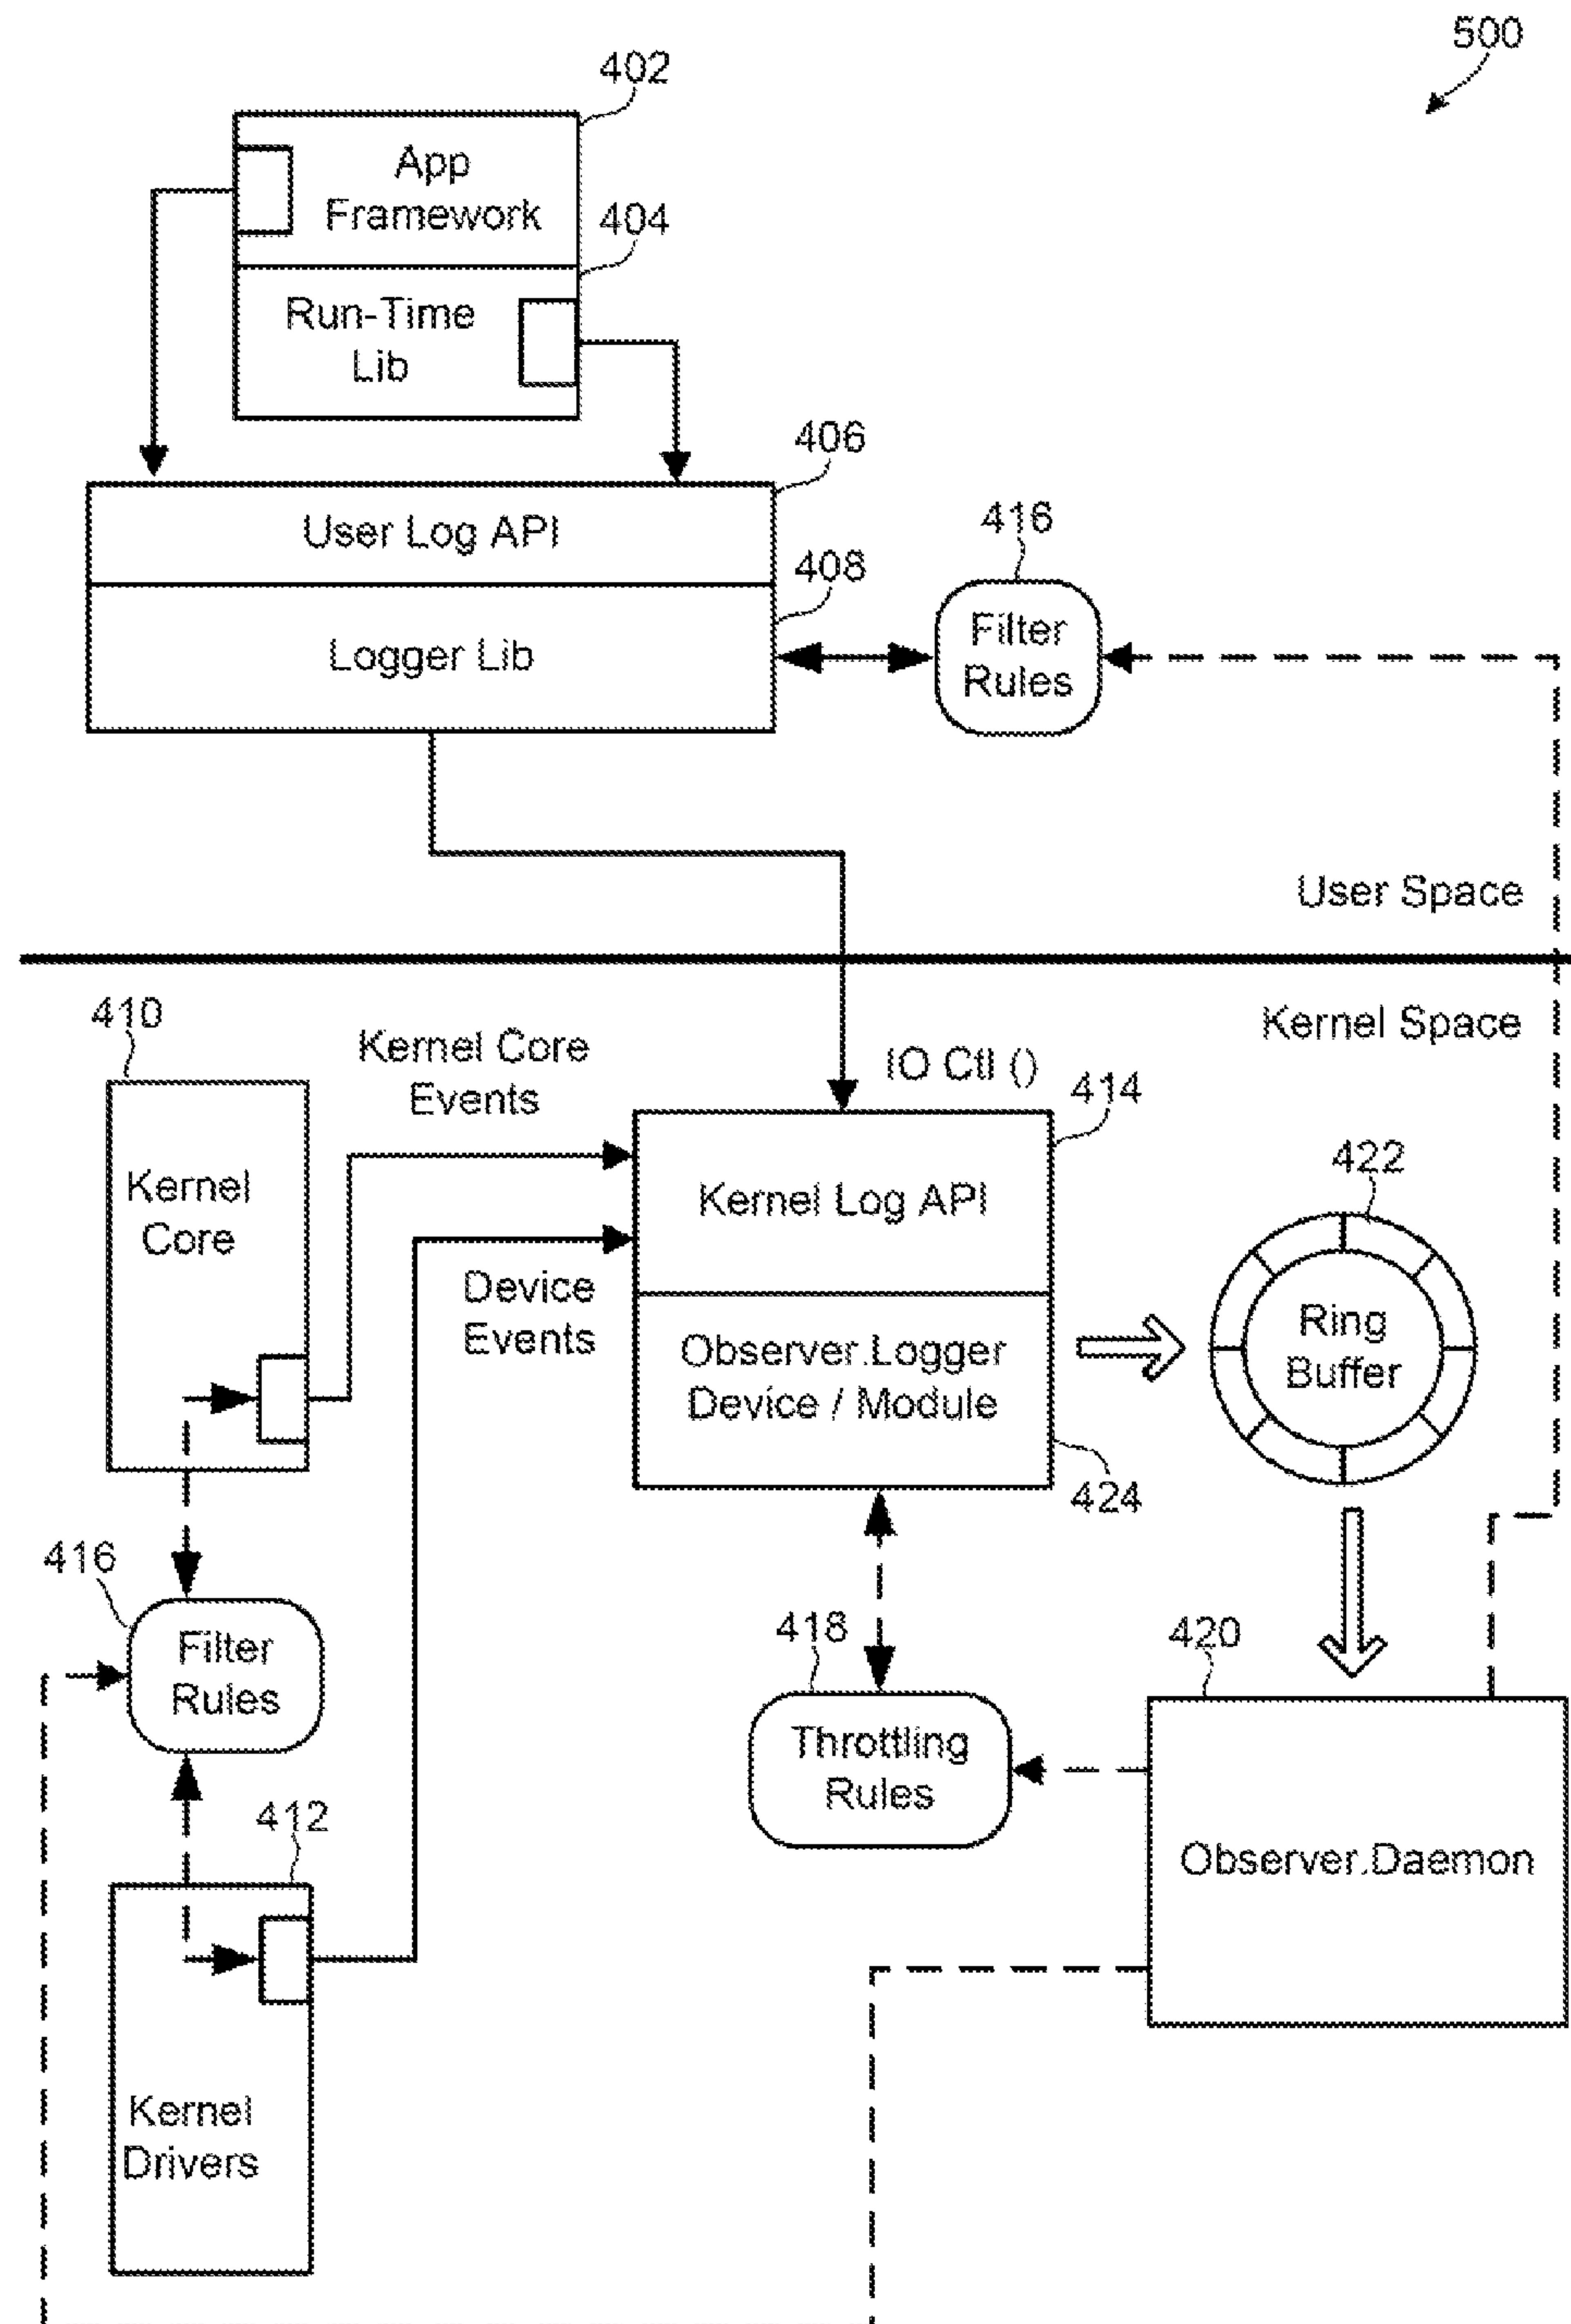 500
402
App
Framework
404
Run-Time
Lib
406
User Log API
416
408
Filter
Rules
Logger Lib
User Space
410
Kernel Space
Kernel Core
Events
IO Ctl ()
414
422
Kernel
Core
Kernel Log API
Device
Events
Ring
Buffer
Observer.Logger
Device / Module
424
416
Filter
Rules
418
420
Throttling
Rules
412
Observer.Daemon
Kernel
Drivers